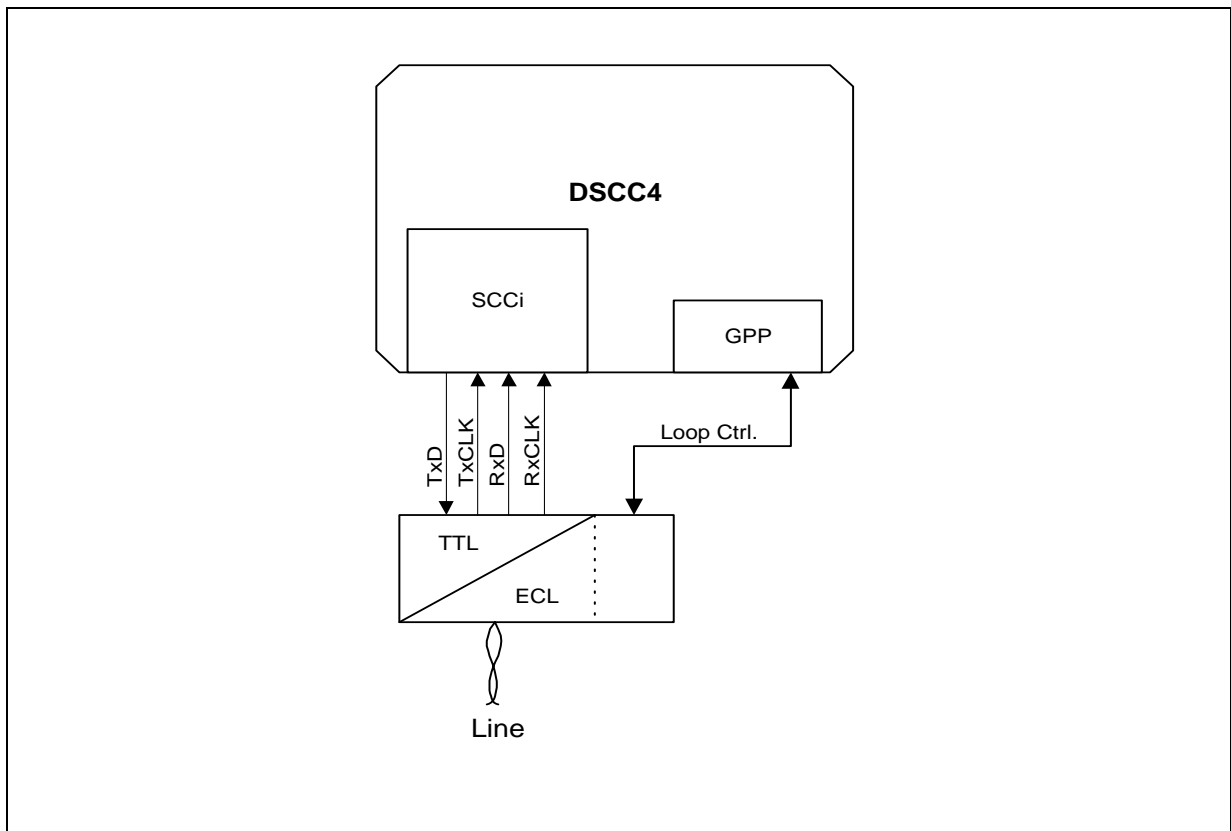 DSCC4
SCCi
GPP
TxD
TxCLK
RxD
RxCLK
Loop Ctrl.
TTL
ECL
Line